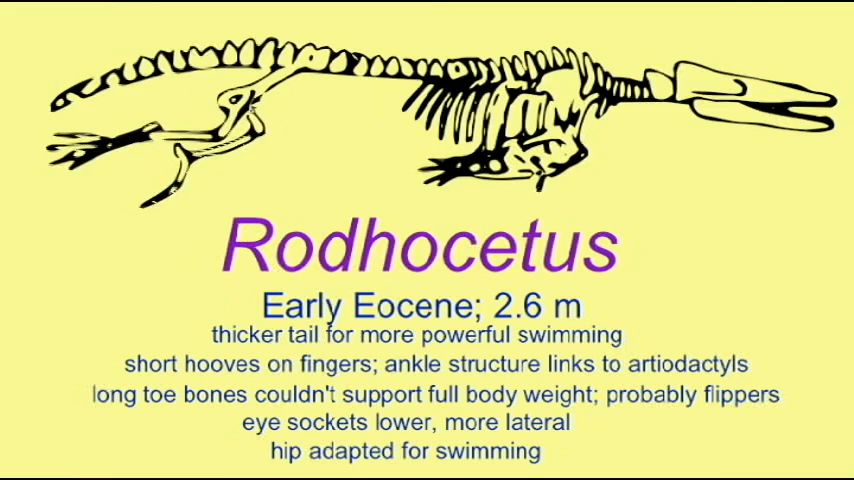 Rodhocetus
Early Eocene; 2.6 m
thicker tail for more powerful swimming
short hooves on fingers; ankle structure links to artiodactyls
long toe bones couldn't support full body weight; probably flippers
eye sockets lower, more lateral
hip adapted for swimming